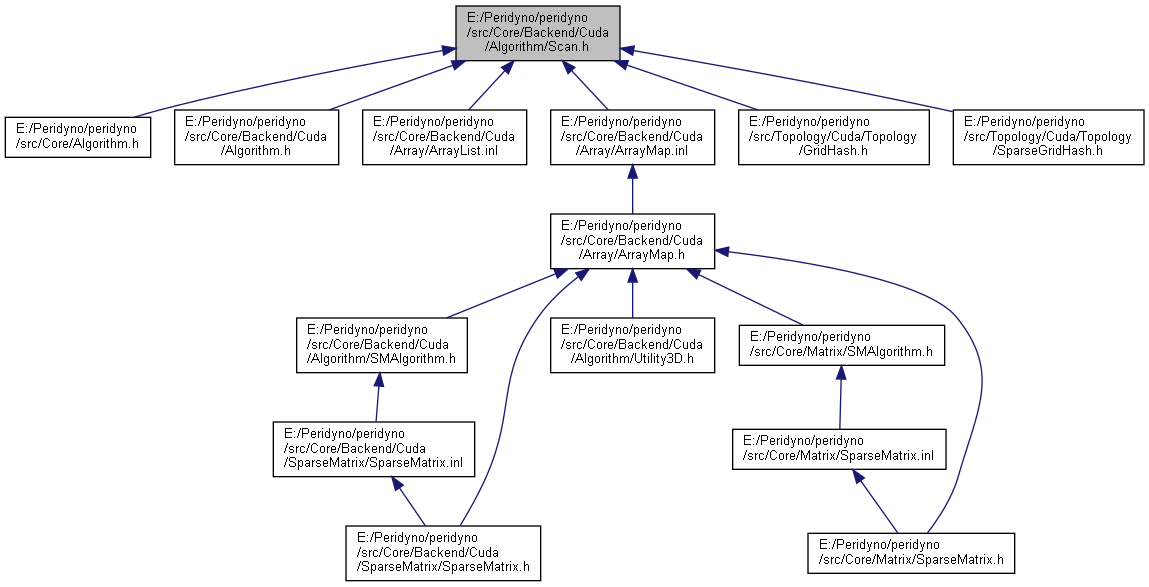 E:/Peridyno/peridyno
/src/Core/Backend/Cuda
/Algorithm/Scan.h
E:/Peridyno/peridyno
/src/Core/Algorithm.h
E:/Peridyno/peridyno
/src/Core/Backend/Cuda
/Algorithm.h
E:/Peridyno/peridyno
/src/Core/Backend/Cuda
/Array/ArrayList.inl
E:/Peridyno/peridyno
/src/Core/Backend/Cuda
/Array/ArrayMap.inl
E:/Peridyno/peridyno
/src/Topology/Cuda/Topology
/GridHash.h
E:/Peridyno/peridyno
/src/Topology/Cuda/Topology
/SparseGridHash.h
E:/Peridyno/peridyno
/src/Core/Backend/Cuda
/Array/ArrayMap.h
E:/Peridyno/peridyno
/src/Core/Backend/Cuda
/Algorithm/SMAlgorithm.h
E:/Peridyno/peridyno
/src/Core/Backend/Cuda
/Algorithm/Utility3D.h
E:/Peridyno/peridyno
/src/Core/Matrix/SMAlgorithm.h
E:/Peridyno/peridyno
/src/Core/Backend/Cuda
/SparseMatrix/SparseMatrix.inl
E:/Peridyno/peridyno
/src/Core/Matrix/SparseMatrix.inl
E:/Peridyno/peridyno
/src/Core/Backend/Cuda
/SparseMatrix/SparseMatrix.h
E:/Peridyno/peridyno
/src/Core/Matrix/SparseMatrix.h